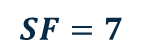 SF = 7